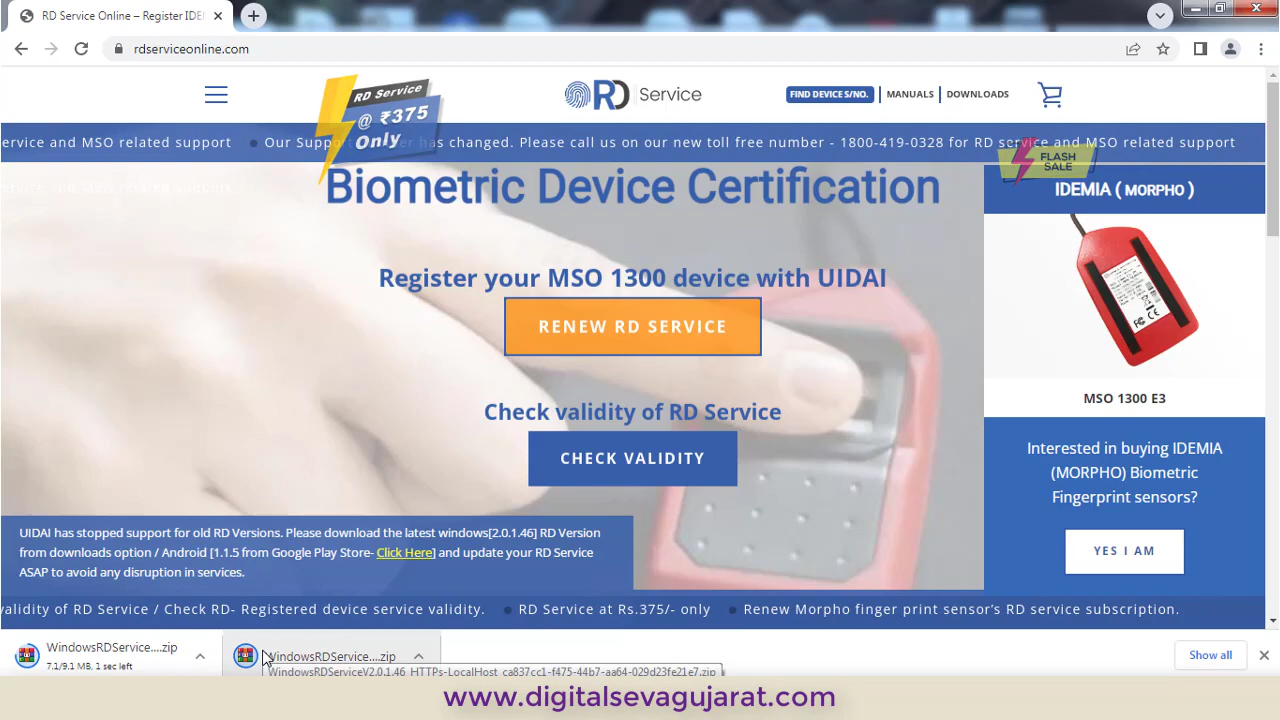 RD Service Online – Register IDE
rdserviceonline.com
RD Service
@ ₹375
Only
RD Service
FIND DEVICE S/NO.
MANUALS
DOWNLOADS
ervice and MSO related support
Our Supp
has changed. Please call us on our new toll free number - 1800-419-0328 for RD service and MSO related support
FLASH
SALE
Biometric Device Certification
IDEMIA ( MORPHO )
Register your MSO 1300 device with UIDAI
RENEW RD SERVICE
MSO 1300 E3
Check validity of RD Service
CHECK VALIDITY
Interested in buying IDEMIA
(MORPHO) Biometric
Fingerprint sensors?
YES I AM
UIDAI has stopped support for old RD Versions. Please download the latest windows[2.0.1.46] RD Version
from downloads option / Android [1.1.5 from Google Play Store- Click Here] and update your RD Service
ASAP to avoid any disruption in services.
validity of RD Service / Check RD- Registered device service validity.
RD Service at Rs.375/- only
Renew Morpho finger print sensor's RD service subscription.
WindowsRDService....zip
7.1/9.1 MB, 1 sec left
WindowsRDService....zip
WindowsRDServiceV2.0.1.46_HTTPs-LocalHost_ca837cc1-f475-44b7-aa64-029d23fe21e7.zip
Show all
www.digitalsevagujarat.com